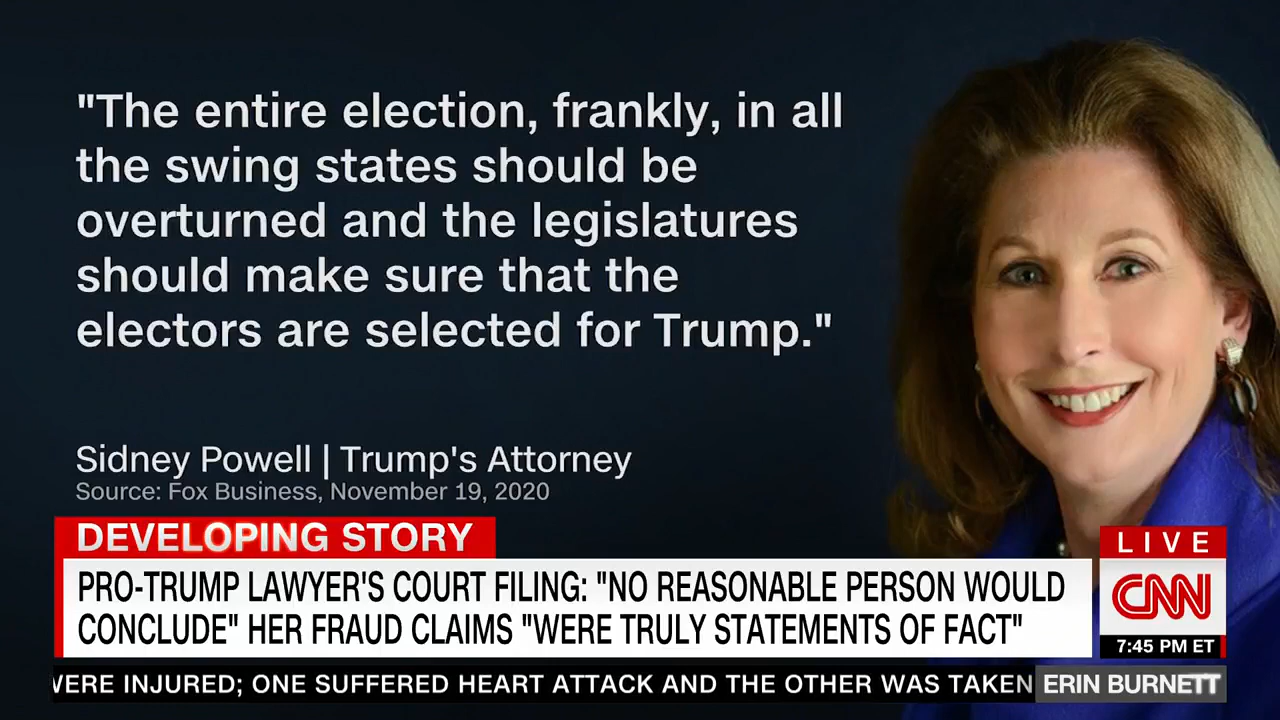 "The entire election, frankly, in all
the swing states should be
overturned and the legislatures
should make sure that the
electors are selected for Trump."
Sidney Powell | Trump's Attorney
Source: Fox Business, November 19, 2020
DEVELOPING STORY
PRO-TRUMP LAWYER'S COURT FILING: "NO REASONABLE PERSON WOULD
CONCLUDE" HER FRAUD CLAIMS "WERE TRULY STATEMENTS OF FACT"
LIVE
CNN
7:45 PM ET
WERE INJURED; ONE SUFFERED HEART ATTACK AND THE OTHER WAS TAKEN
ERIN BURNETT